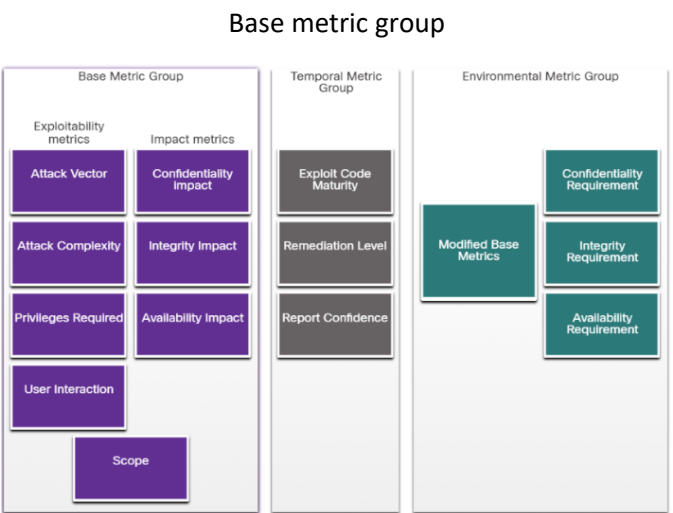 Base metric group
Base Metric Group
Exploitability
metrics
Impact metrics
Attack Vector
Confidentiality
Impact
Attack Complexity
Integrity Impact
Privileges Required
Availability Impact
User Interaction
Scope
Temporal Metric
Group
Exploit Code
Maturity
Remediation Level
Report Confidence
Environmental Metric Group
Modified Base
Metrics
Confidentiality
Requirement
Integrity
Requirement
Availability
Requirement